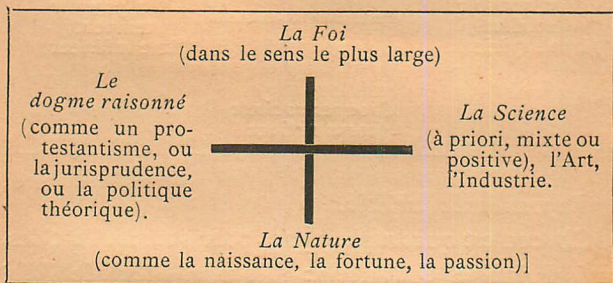 La Foi
(dans le sens le plus large)
Le
dogme raisonné
(comme un pro-
testantisme, ou
la jurisprudence,
ou la politique
théorique).
La Science
(à priori, mixte ou
positive), l'Art,
l'Industrie.
La Nature
(comme la naissance, la fortune, la passion)]